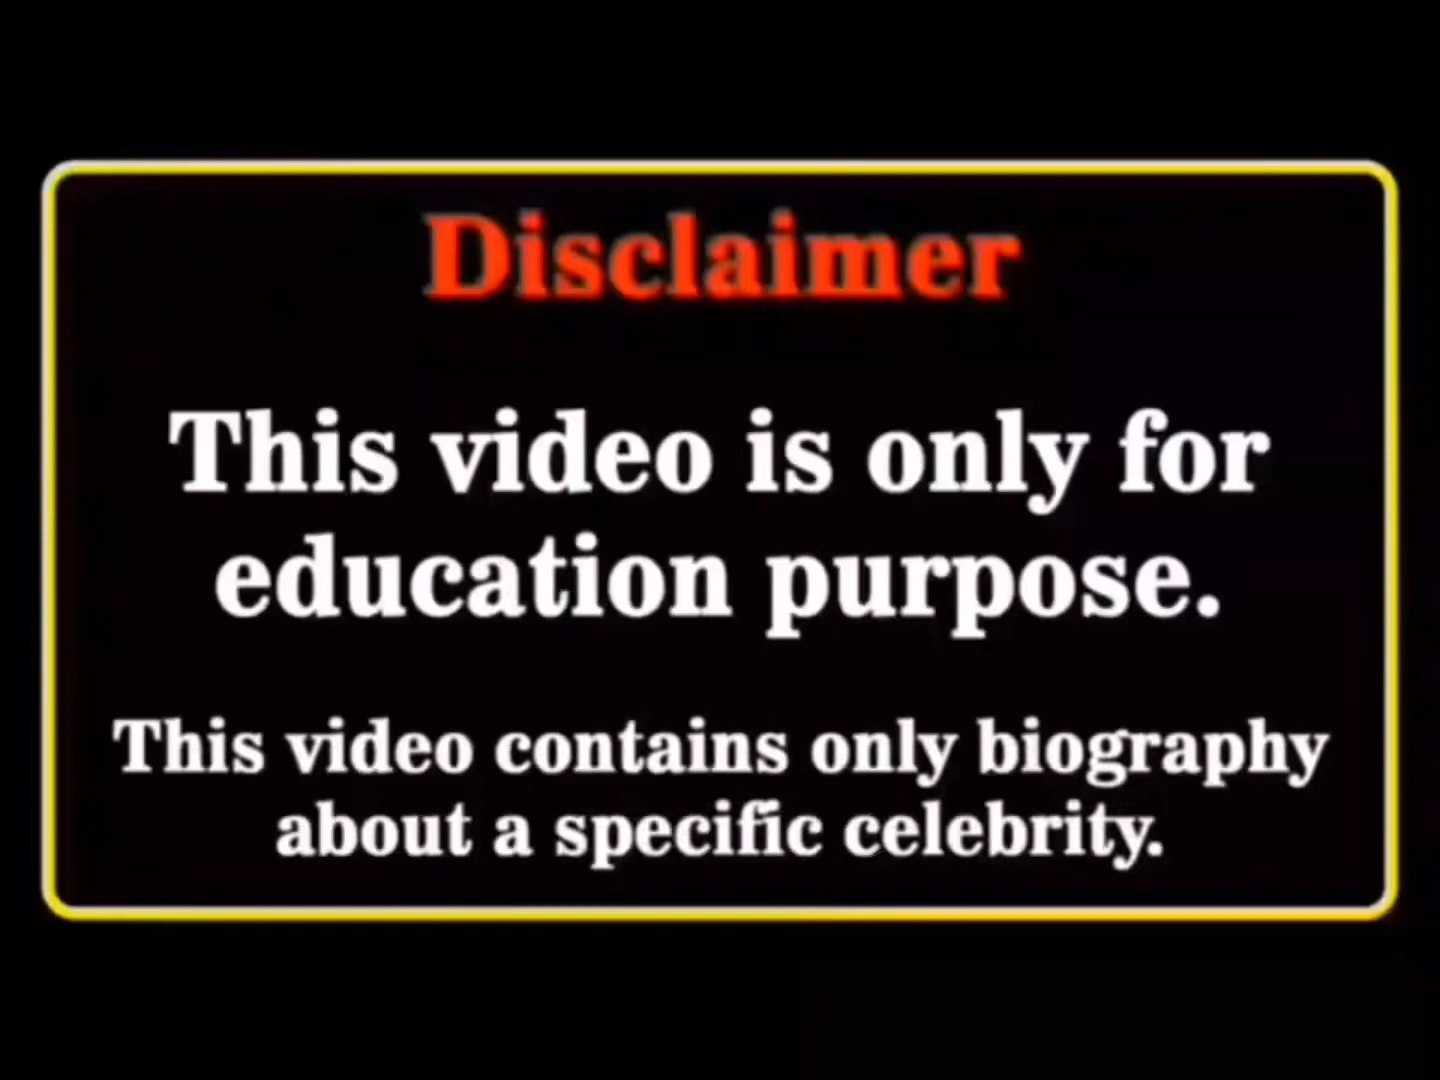 Disclaimer
This video is only for
education purpose.
This video contains only biography
about a specific celebrity.